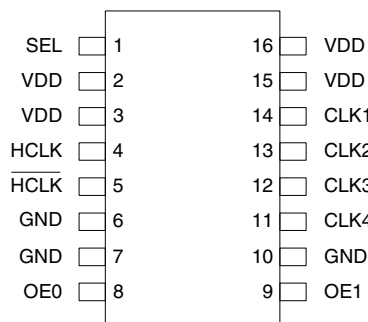 SEL 1 16 VDD
VDD 2 15 VDD
VDD 3 14 CLK1
HCLK 4 13 CLK2
H̅C̅L̅K̅ 5 12 CLK3
GND 6 11 CLK4
GND 7 10 GND
OE0 8 9 OE1